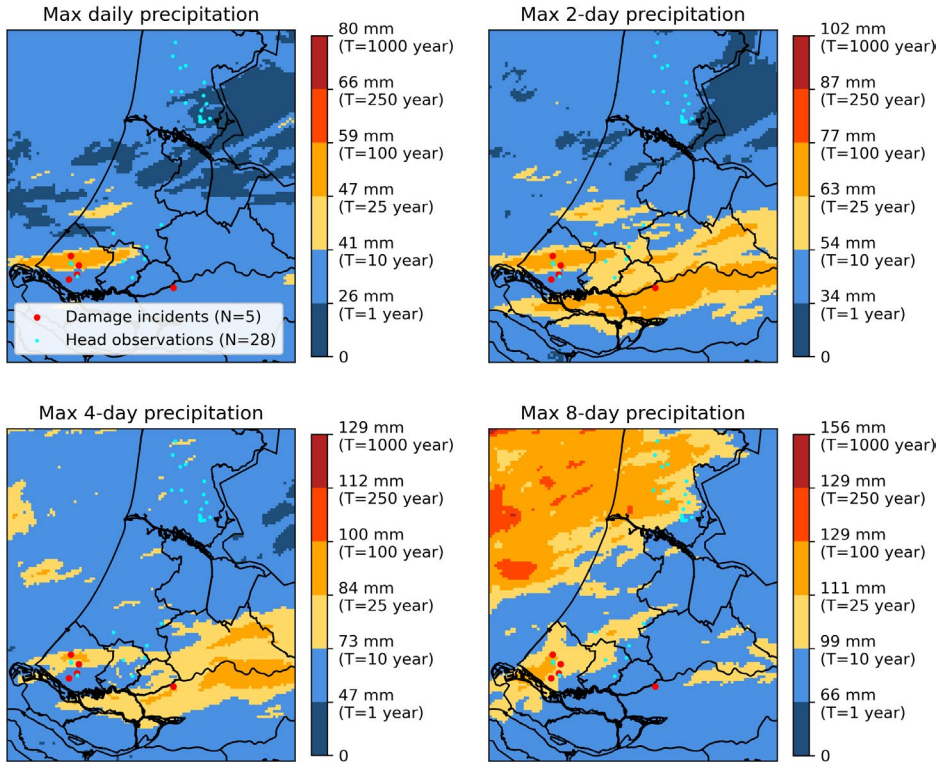 Max daily precipitation
80 mm
(T=1000 year)
66 mm
(T=250 year)
59 mm
(T=100 year)
47 mm
(T=25 year)
41 mm
(T=10 year)
26 mm
(T=1 year)
0
Damage incidents (N=5)
Head observations (N=28)
Max 2-day precipitation
102 mm
(T=1000 year)
87 mm
(T=250 year)
77 mm
(T=100 year)
63 mm
(T=25 year)
54 mm
(T=10 year)
34 mm
(T=1 year)
0
Max 4-day precipitation
129 mm
(T=1000 year)
112 mm
(T=250 year)
100 mm
(T=100 year)
84 mm
(T=25 year)
73 mm
(T=10 year)
47 mm
(T=1 year)
0
Max 8-day precipitation
156 mm
(T=1000 year)
129 mm
(T=250 year)
129 mm
(T=100 year)
111 mm
(T=25 year)
99 mm
(T=10 year)
66 mm
(T=1 year)
0